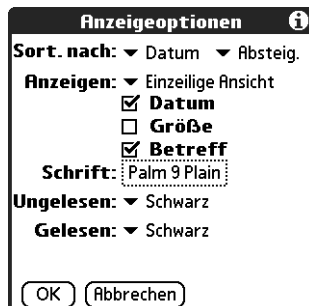 Anzeigeoptionen i
Sort. nach: Datum Absteig.
Anzeigen: Einzeilige Ansicht
Datum
Größe
Betreff
Schrift: Palm 9 Plain
Ungelesen: Schwarz
Gelesen: Schwarz
OK Abbrechen